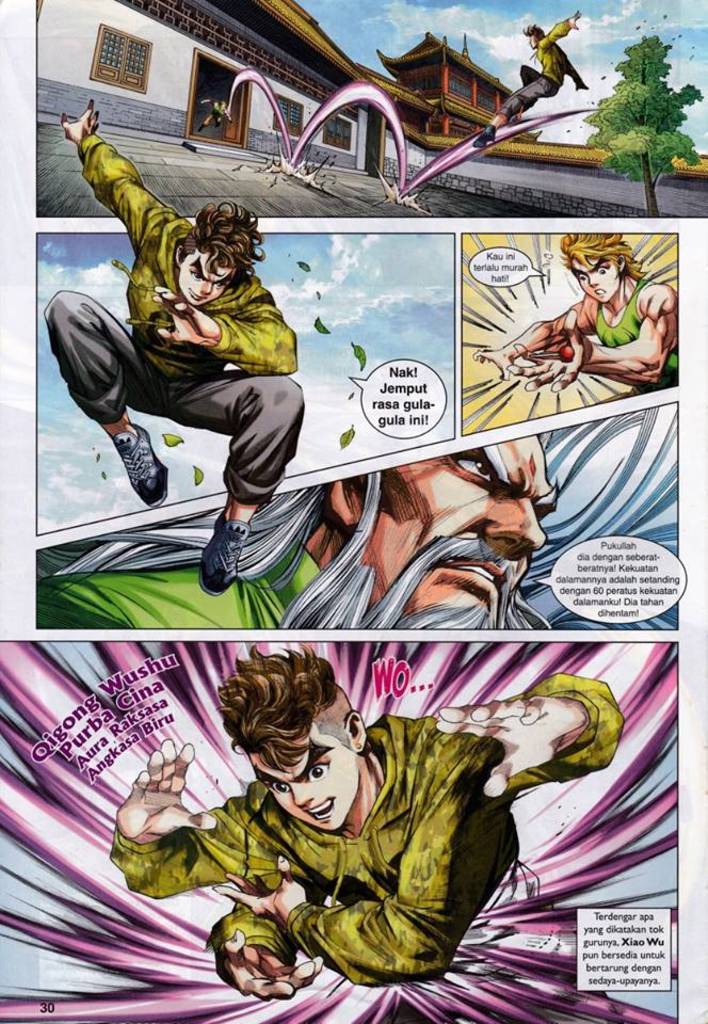 Kau ini
terlalu murah
hati!
Nak!
Jemput
rasa gula-
gula ini!
Pukullah
dia dengan seberat-
beratnya! Kekuatan
dalamannya adalah setanding
dengan 60 peratus kekuatan
dalamanku! Dia tahan
dihentam!
Qigong Wushu
Purba Cina
Aura Raksasa
Angkasa Biru
WO...
Terdengar apa
yang dikatakan tok
gurunya, Xiao Wu
pun bersedia untuk
bertarung dengan
sedaya-upayanya.
30